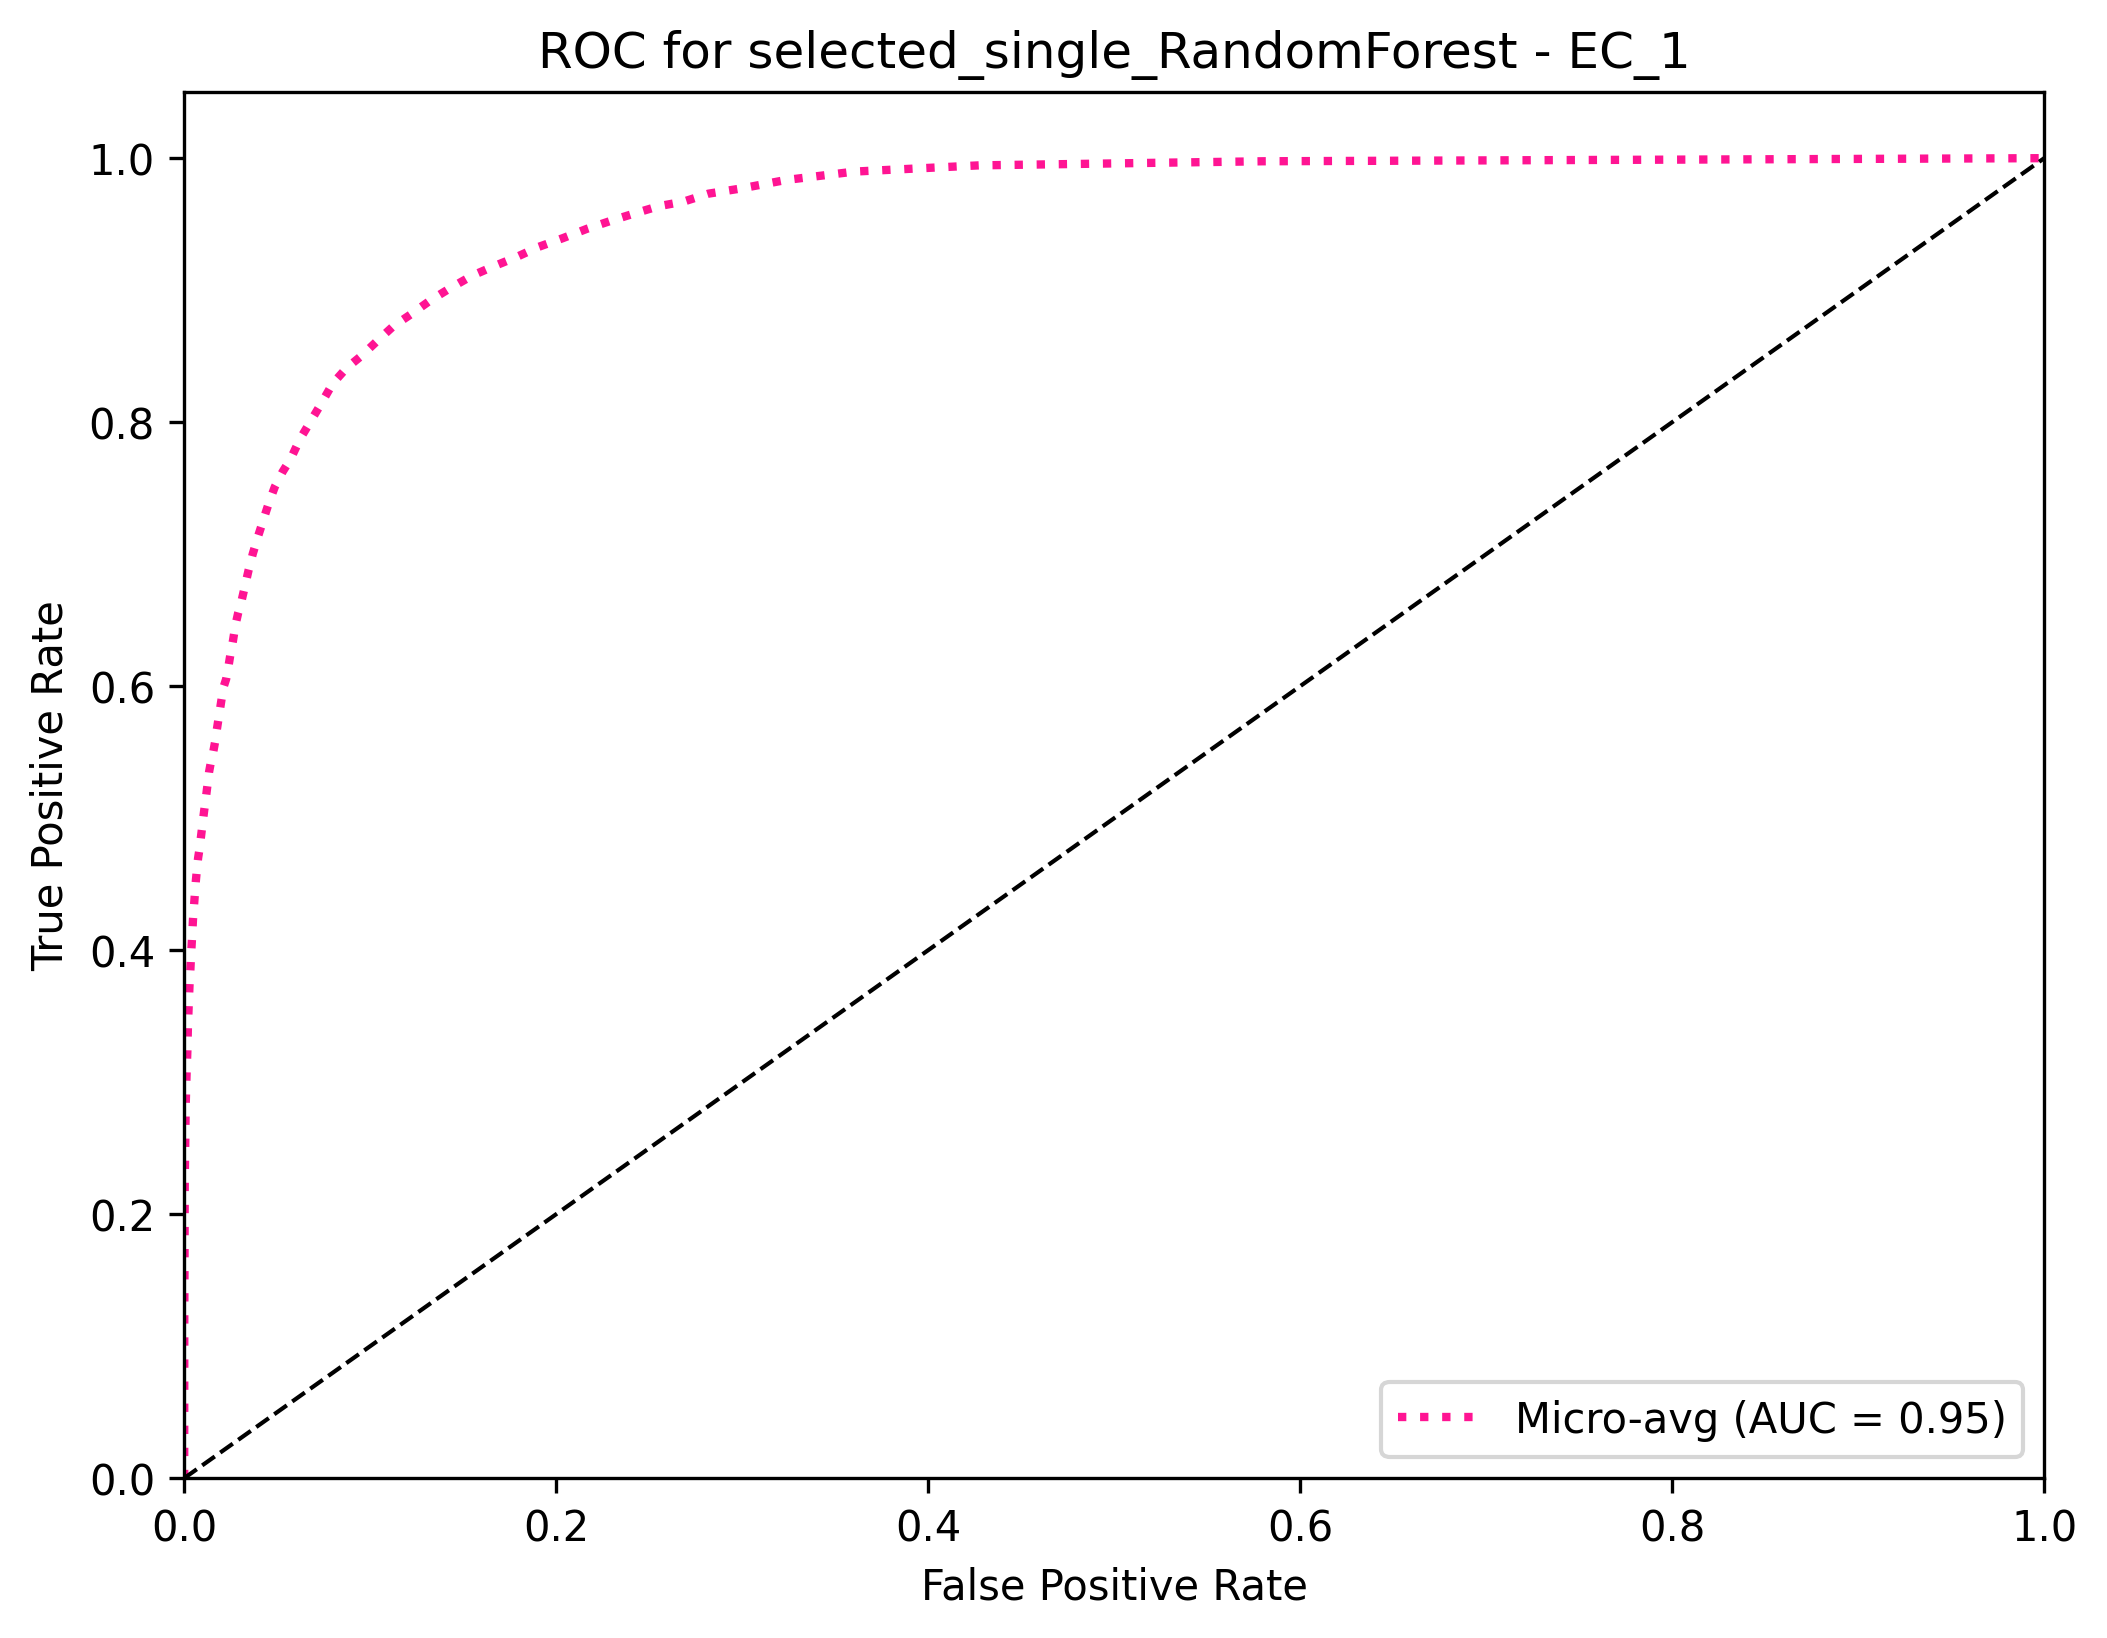 ROC for selected_single_RandomForest - EC_1
True Positive Rate
1.0
0.8
0.6
0.4
0.2
0.0
0.0 0.2 0.4 0.6 0.8 1.0
False Positive Rate
Micro-avg (AUC = 0.95)